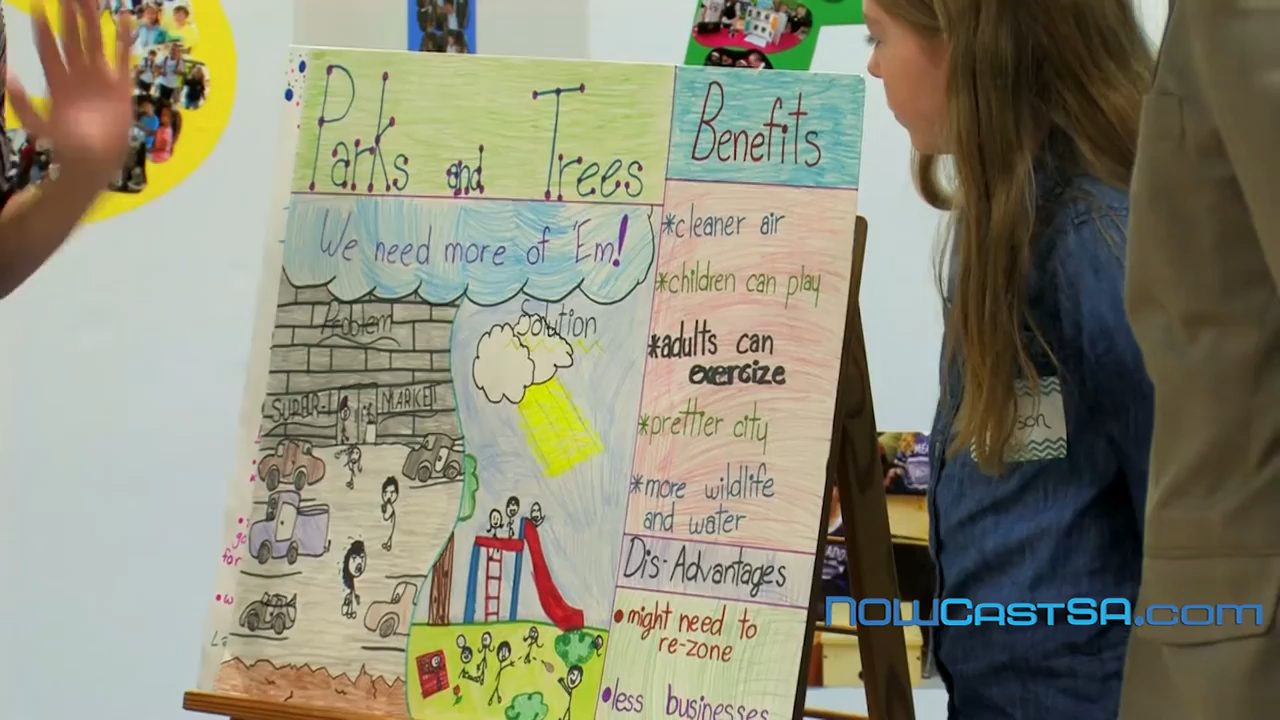 Parks and Trees
We need more of 'Em!
Problem
SUPER-
MARKET
Solution
Benefits
*cleaner air
*children can play
*adults can
exercize
*prettier city
*more wildlife
and water
Dis-Advantages
•might need to
re-zone
•less businesses
for
son
NOWCastSA.com